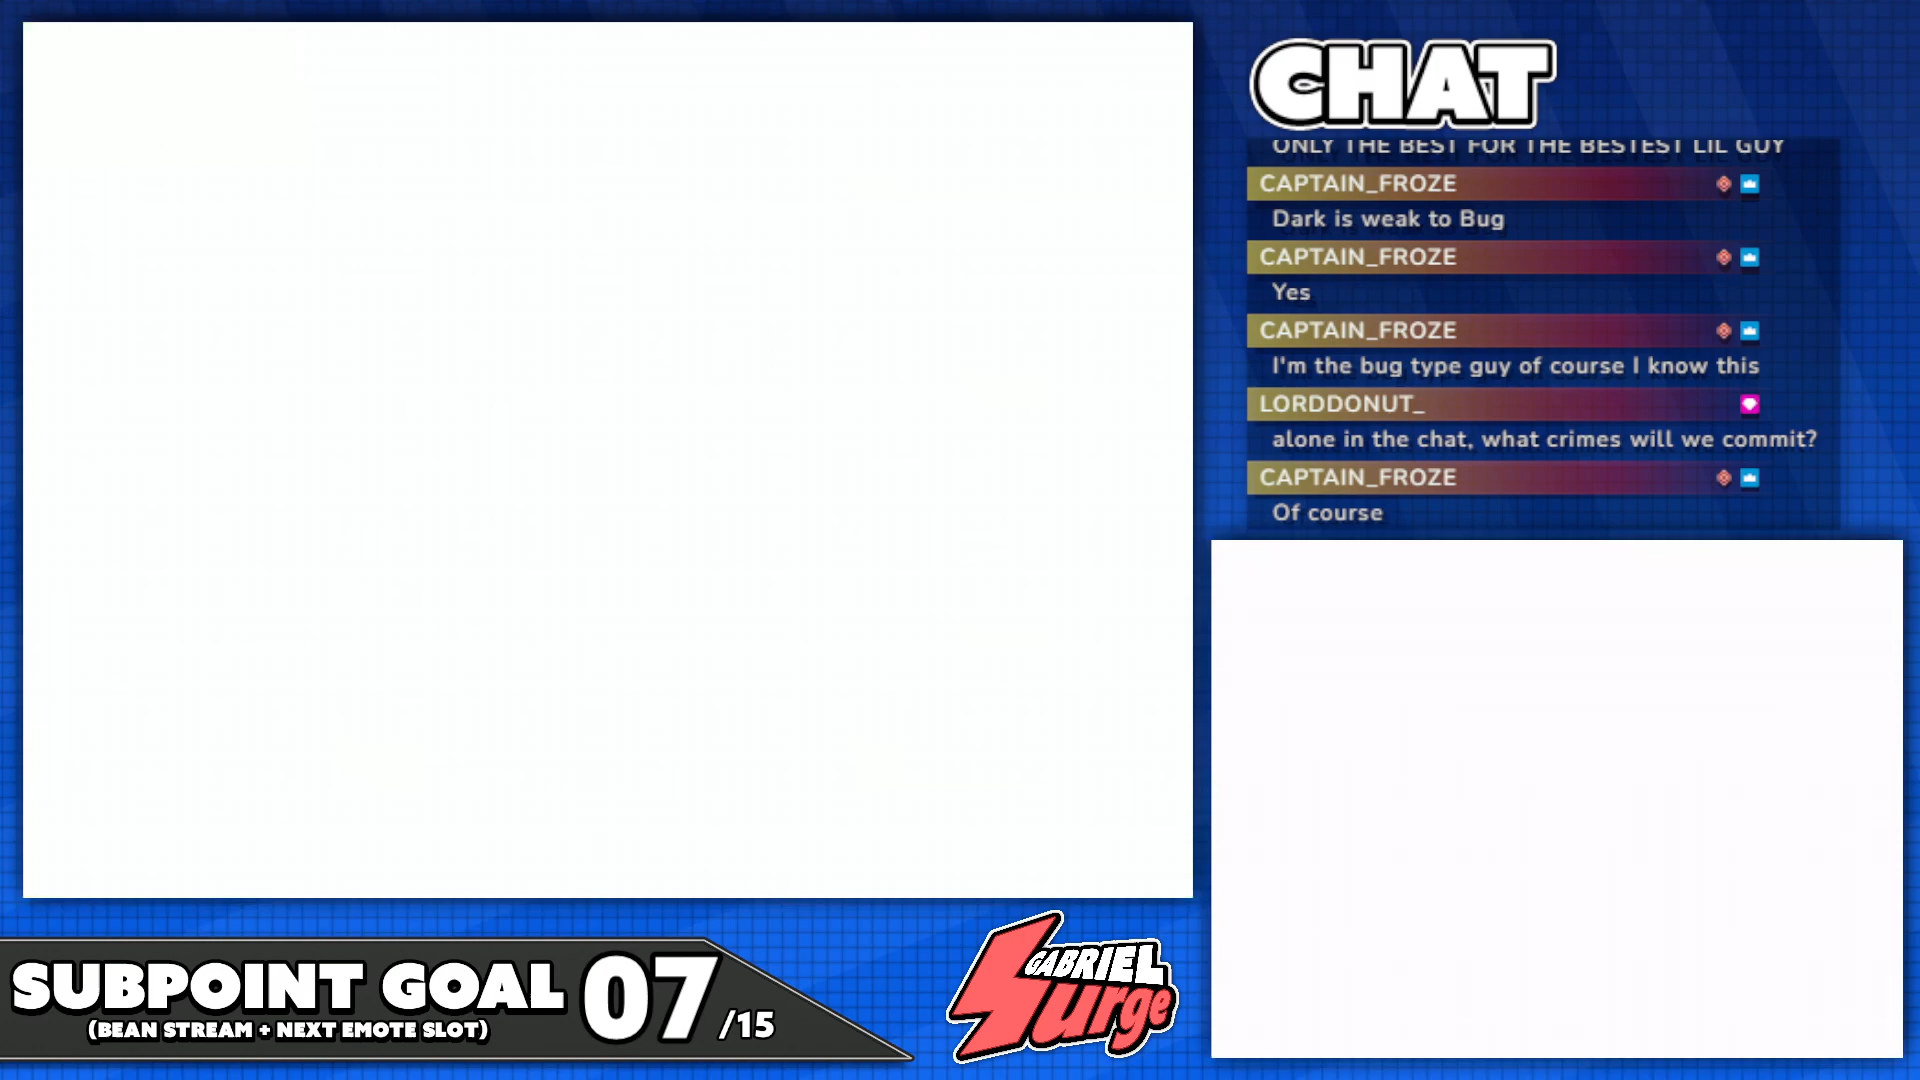 CHAT
ONLY THE BEST FOR THE BESTEST LIL GUY
CAPTAIN_FROZE
Dark is weak to Bug
CAPTAIN_FROZE
Yes
CAPTAIN_FROZE
I'm the bug type guy of course I know this
LORDDONUT_
alone in the chat, what crimes will we commit?
CAPTAIN_FROZE
Of course
SUBPOINT GOAL 07/15
(BEAN STREAM + NEXT EMOTE SLOT)
GABRIEL
Surge